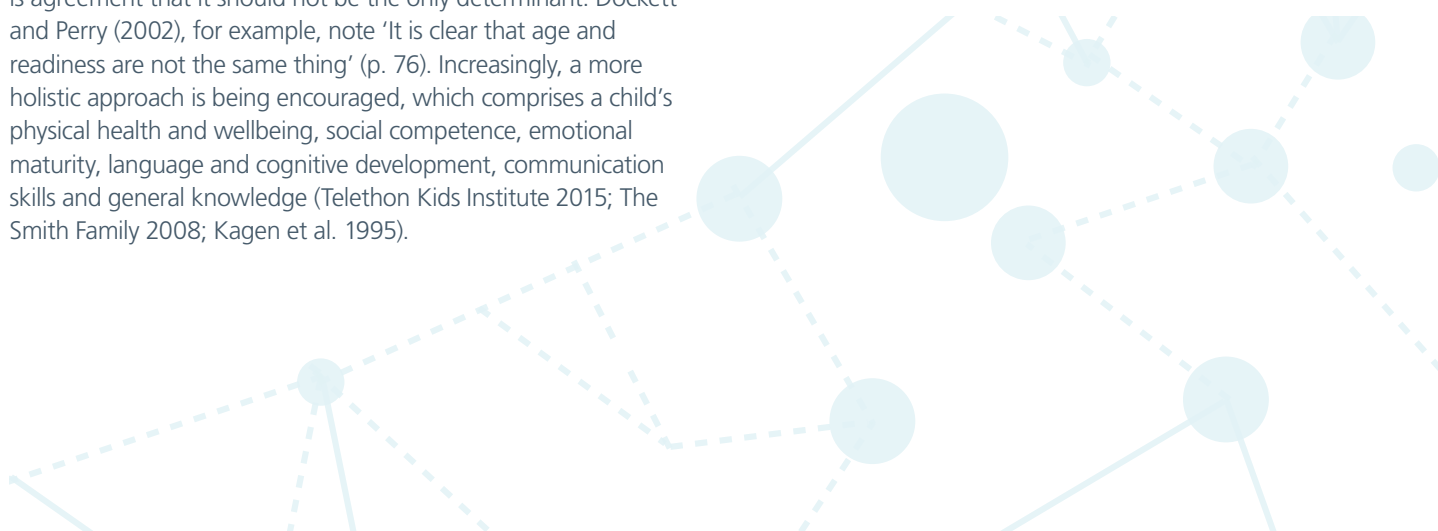 is agreement that it should not be the only determinant. Dockett
and Perry (2002), for example, note ‘It is clear that age and
readiness are not the same thing’ (p. 76). Increasingly, a more
holistic approach is being encouraged, which comprises a child’s
physical health and wellbeing, social competence, emotional
maturity, language and cognitive development, communication
skills and general knowledge (Telethon Kids Institute 2015; The
Smith Family 2008; Kagen et al. 1995).